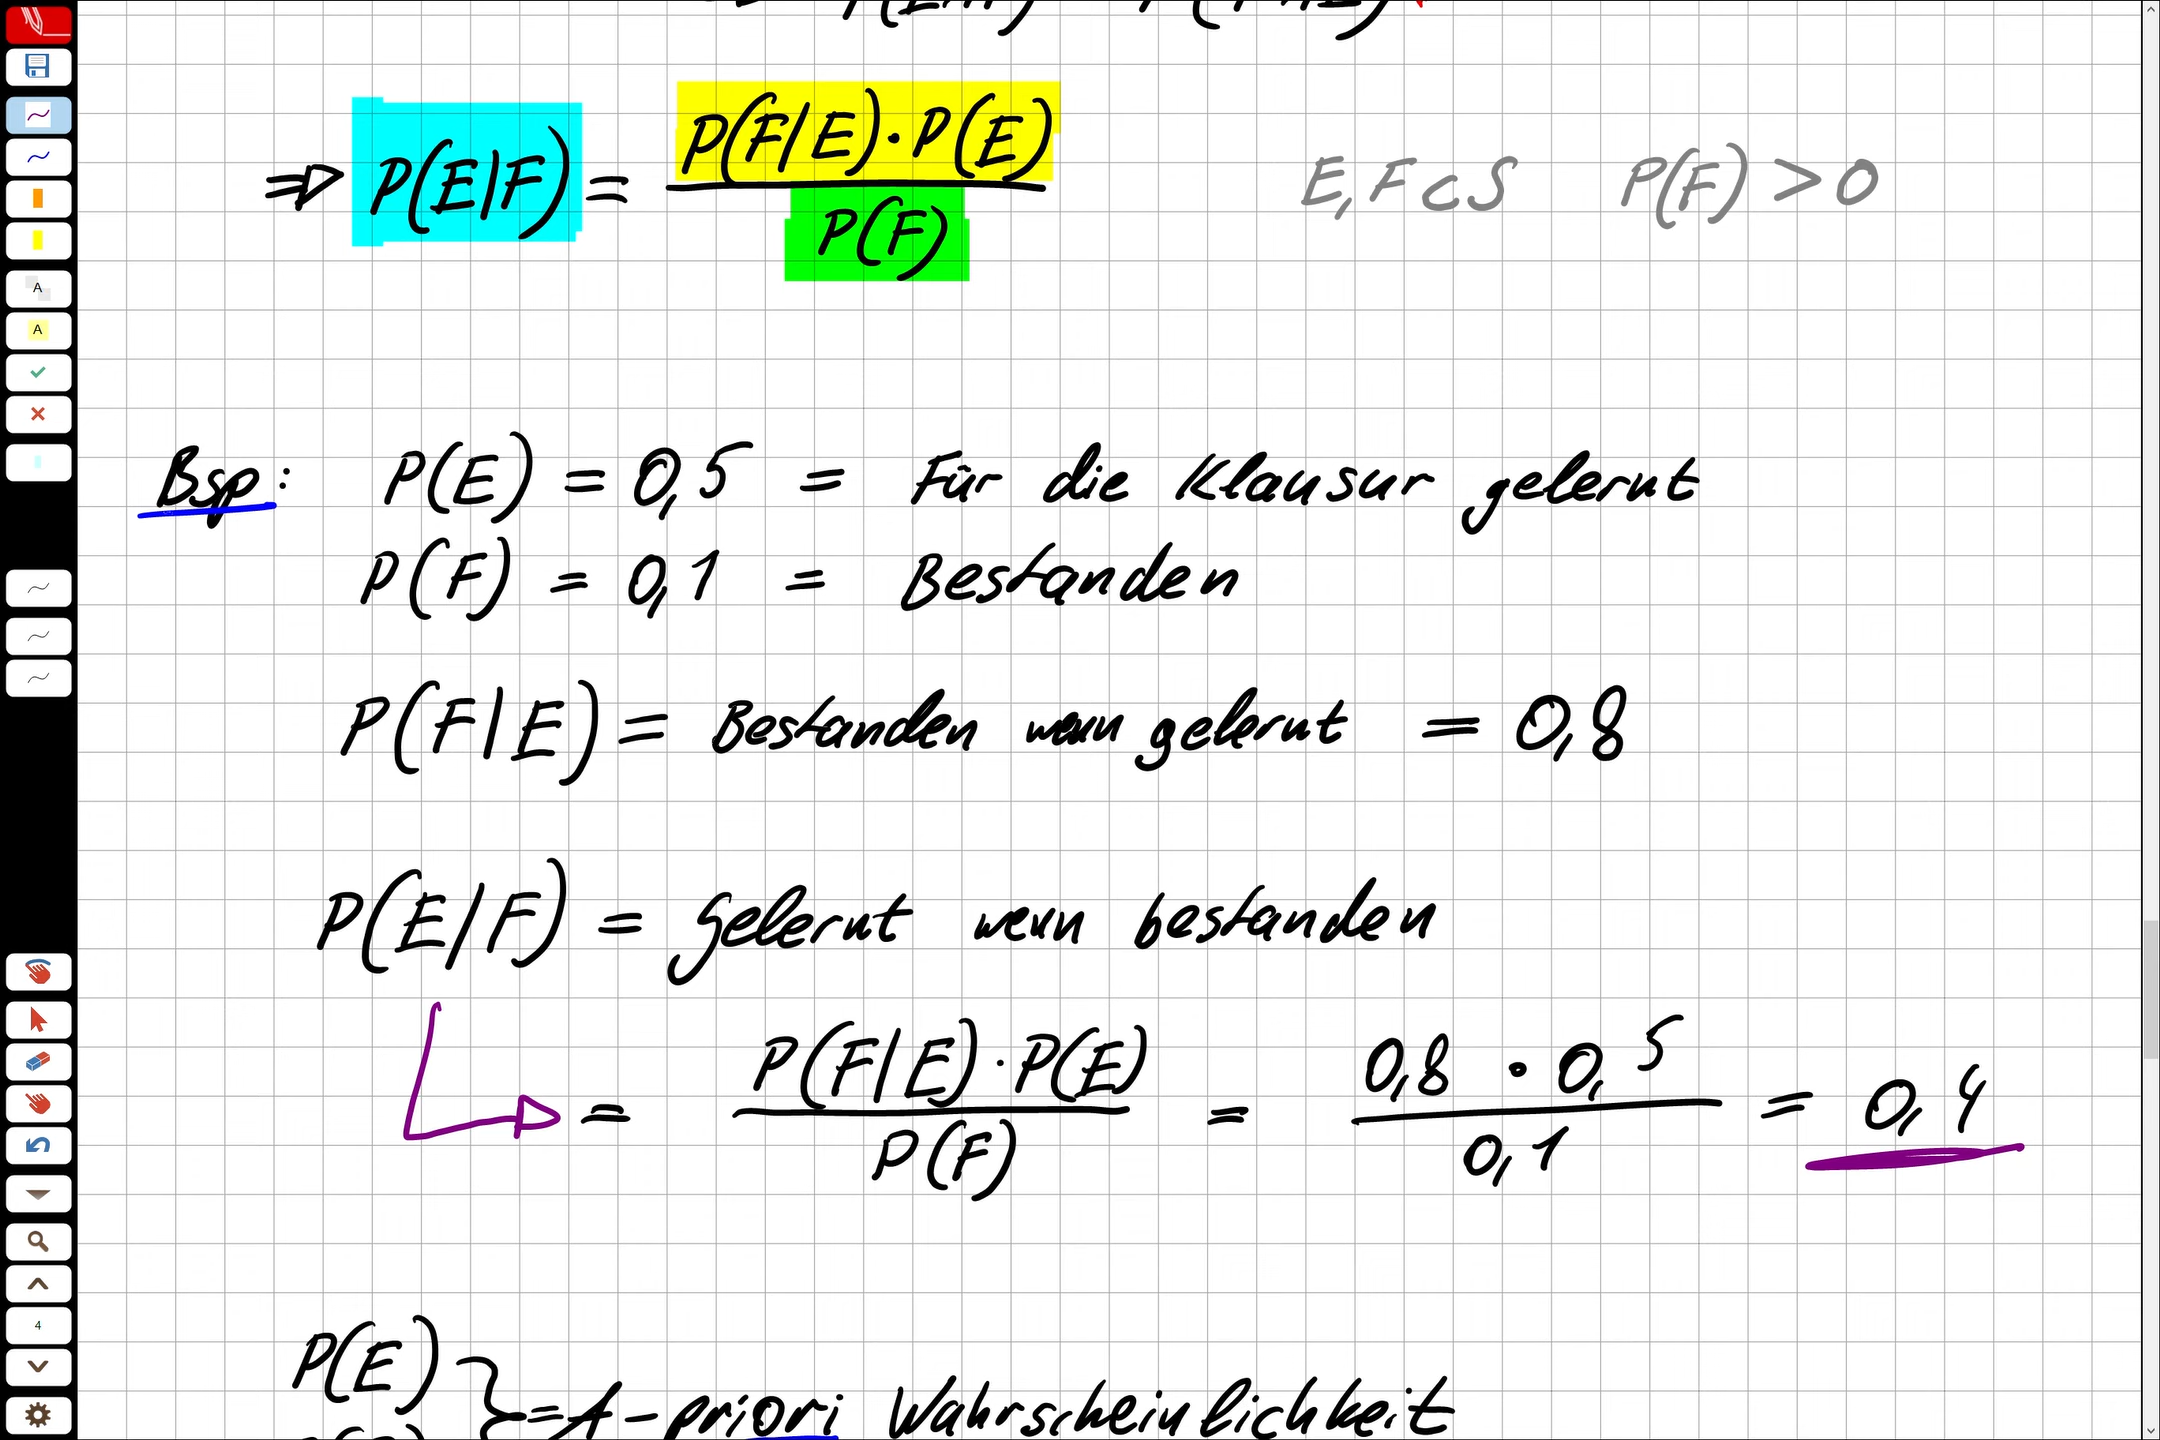 ⇒ P(E|F) = P(F|E) · P(E) / P(F)    E, F ⊂ S    P(F) > 0
Bsp: P(E) = 0,5 = Für die Klausur gelernt
P(F) = 0,1 = Bestanden
P(F|E) = Bestanden wenn gelernt = 0,8
P(E|F) = gelernt wenn bestanden
= P(F|E) · P(E) / P(F) = 0,8 · 0,5 / 0,1 = 0,4
P(E) } = A-priori Wahrscheinlichkeit
A
A
4